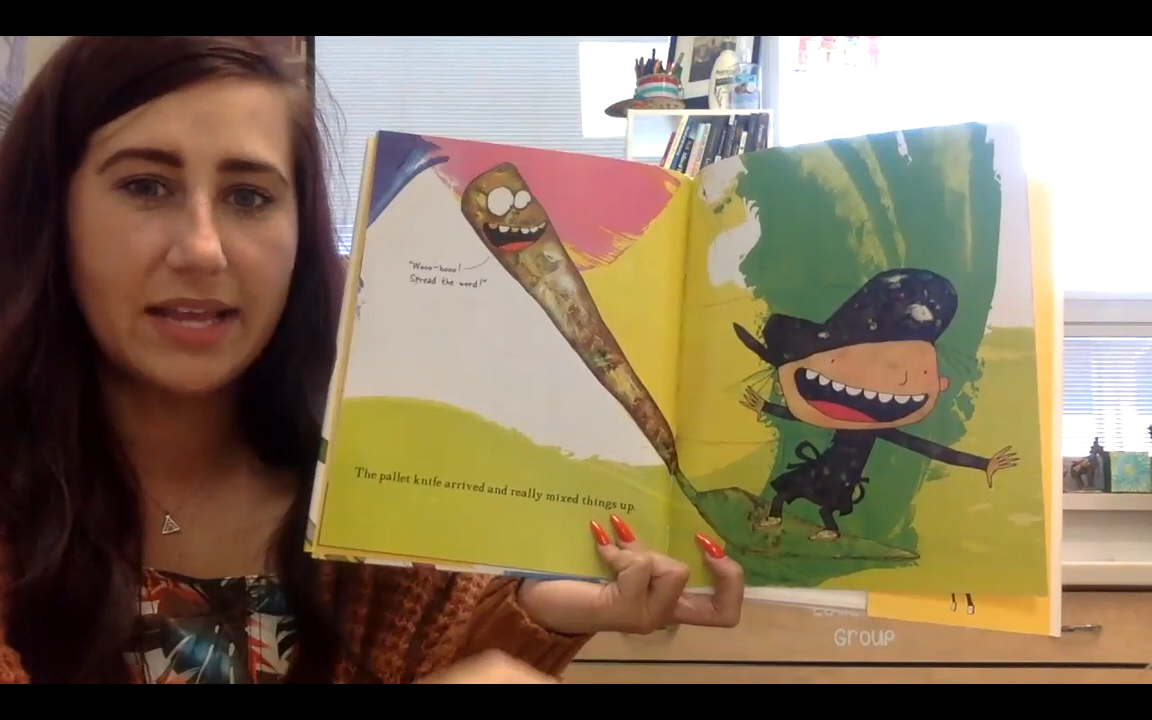 "Wooo-hooo!
Spread the word!"
The pallet knife arrived and really mixed things up.
Group